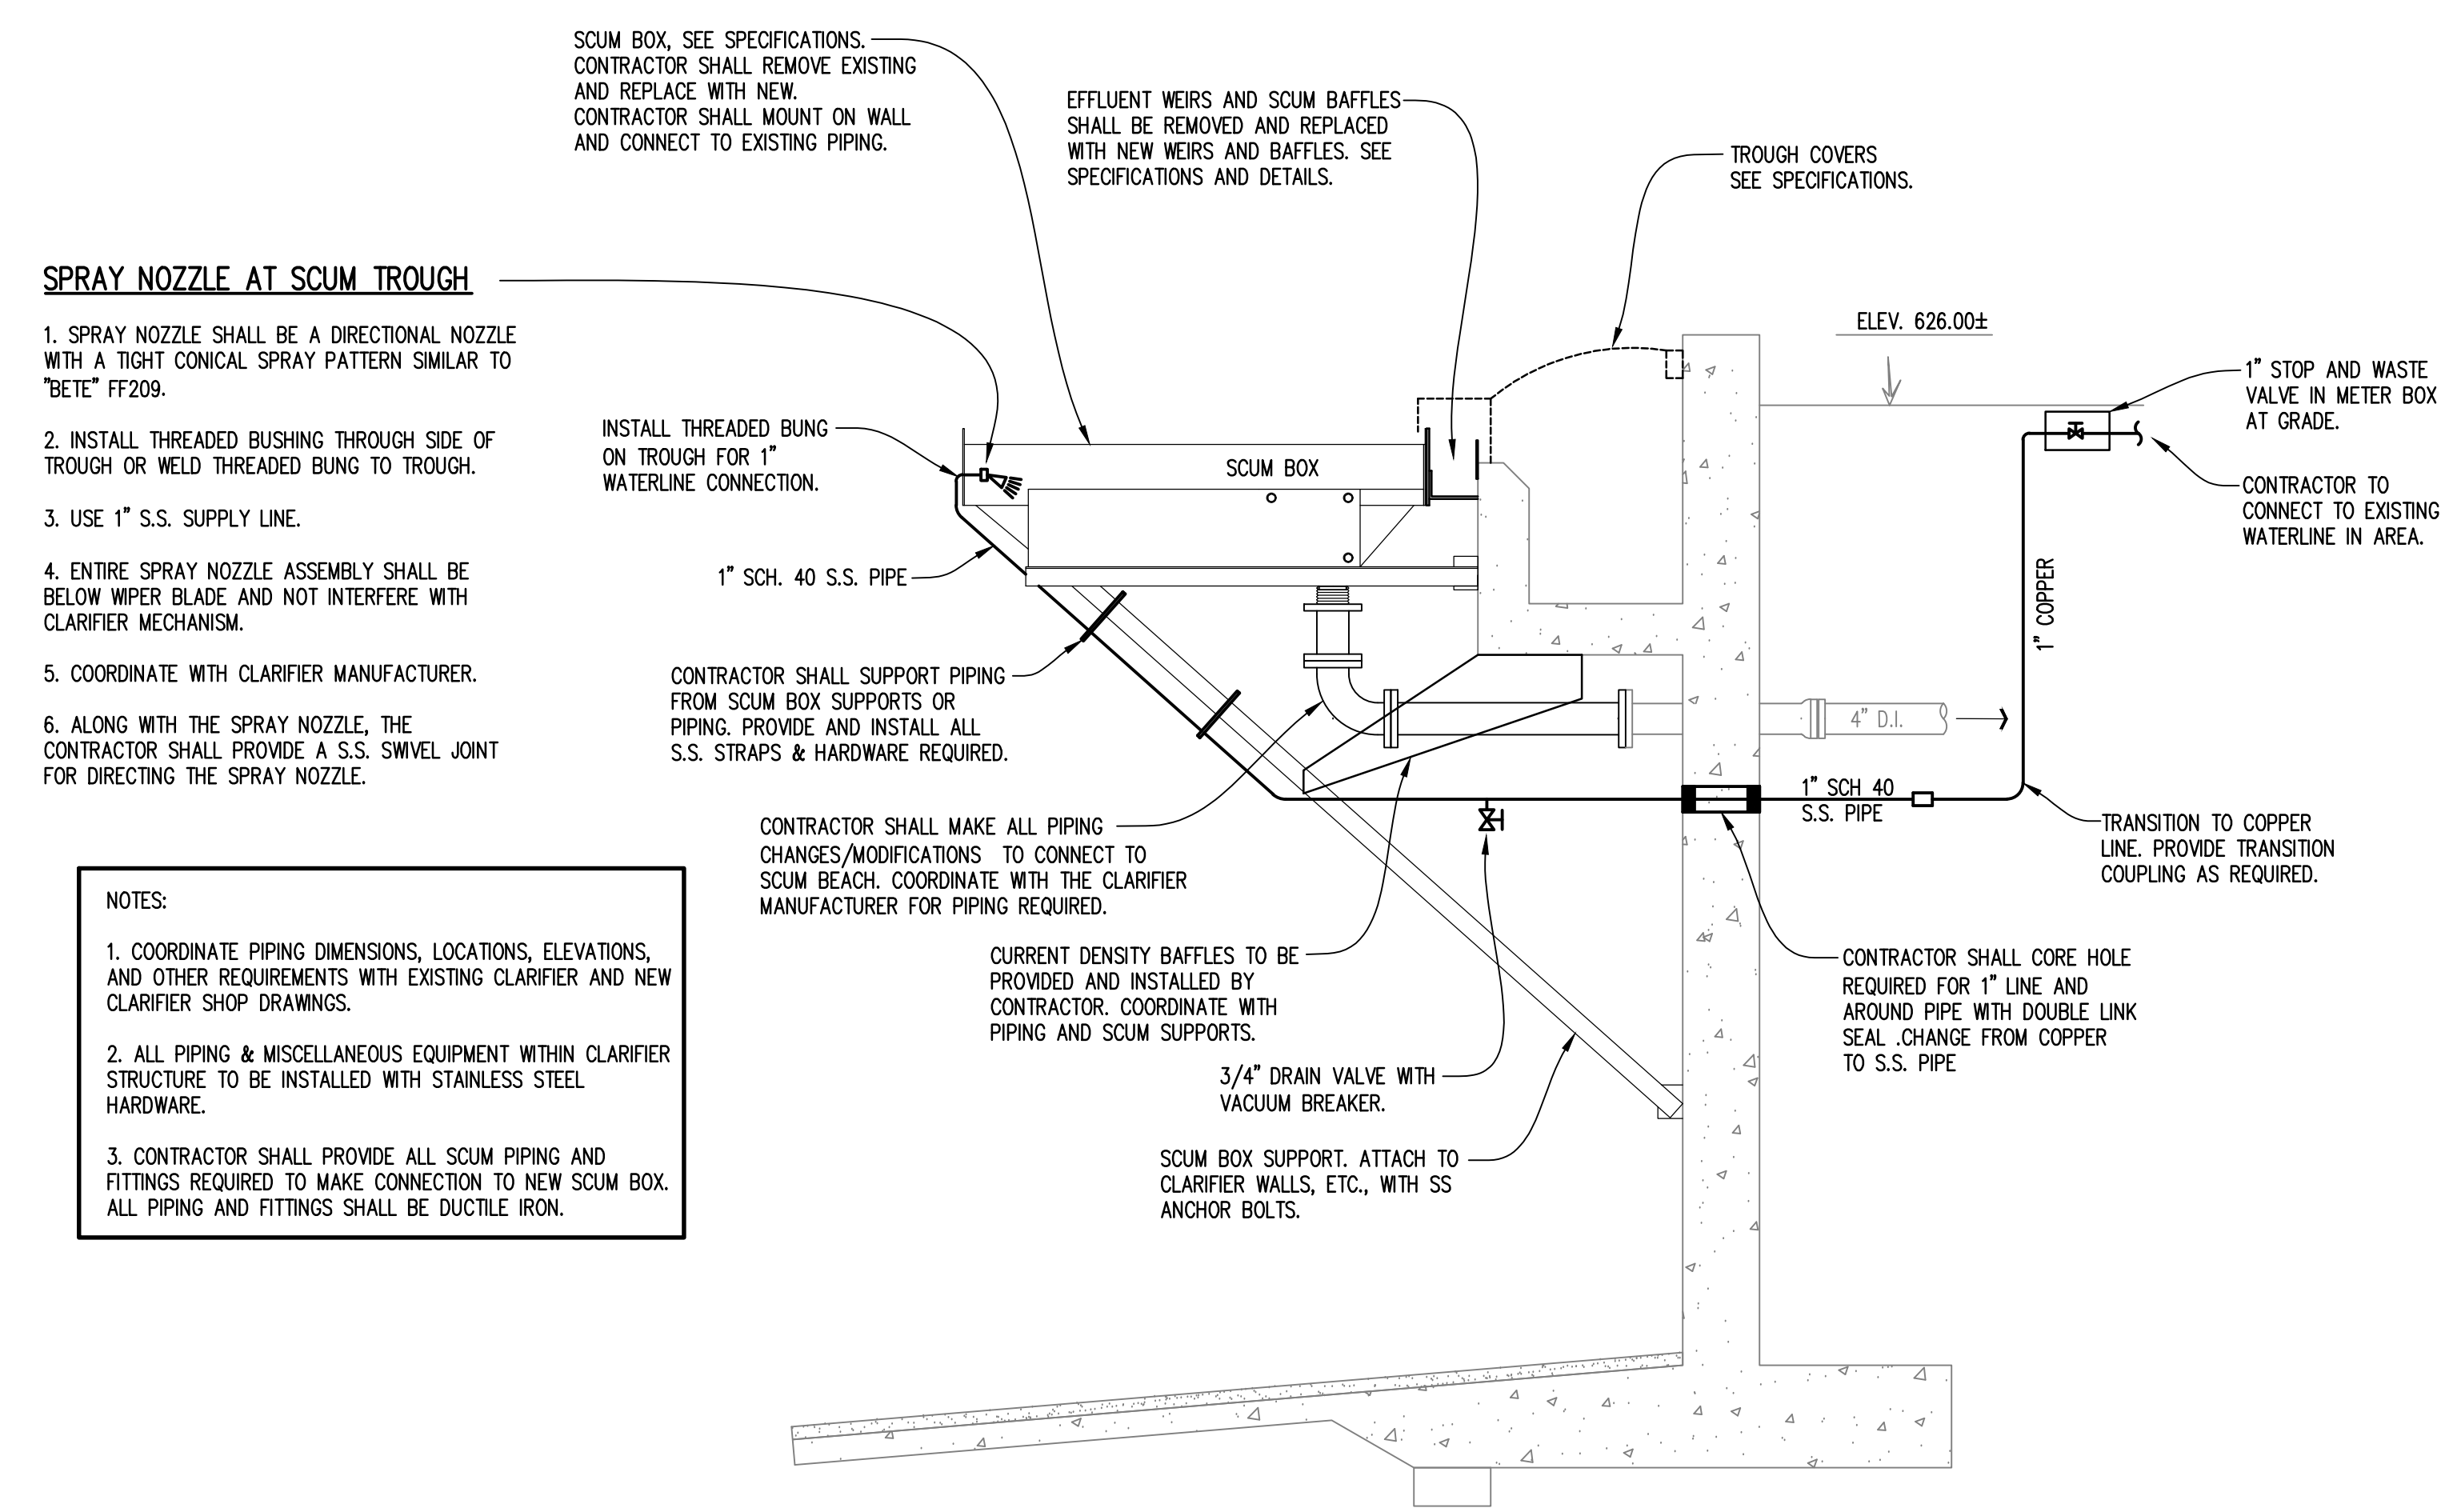 SCUM BOX, SEE SPECIFICATIONS.
CONTRACTOR SHALL REMOVE EXISTING
AND REPLACE WITH NEW.
CONTRACTOR SHALL MOUNT ON WALL
AND CONNECT TO EXISTING PIPING.
EFFLUENT WEIRS AND SCUM BAFFLES
SHALL BE REMOVED AND REPLACED
WITH NEW WEIRS AND BAFFLES. SEE
SPECIFICATIONS AND DETAILS.
TROUGH COVERS
SEE SPECIFICATIONS.
SPRAY NOZZLE AT SCUM TROUGH
1. SPRAY NOZZLE SHALL BE A DIRECTIONAL NOZZLE
WITH A TIGHT CONICAL SPRAY PATTERN SIMILAR TO
"BETE" FF209.
2. INSTALL THREADED BUSHING THROUGH SIDE OF
TROUGH OR WELD THREADED BUNG TO TROUGH.
3. USE 1" S.S. SUPPLY LINE.
4. ENTIRE SPRAY NOZZLE ASSEMBLY SHALL BE
BELOW WIPER BLADE AND NOT INTERFERE WITH
CLARIFIER MECHANISM.
5. COORDINATE WITH CLARIFIER MANUFACTURER.
6. ALONG WITH THE SPRAY NOZZLE, THE
CONTRACTOR SHALL PROVIDE A S.S. SWIVEL JOINT
FOR DIRECTING THE SPRAY NOZZLE.
ELEV. 626.00±
1" STOP AND WASTE
VALVE IN METER BOX
AT GRADE.
INSTALL THREADED BUNG
ON TROUGH FOR 1"
WATERLINE CONNECTION.
SCUM BOX
CONTRACTOR TO
CONNECT TO EXISTING
WATERLINE IN AREA.
1" SCH. 40 S.S. PIPE
1" COPPER
CONTRACTOR SHALL SUPPORT PIPING
FROM SCUM BOX SUPPORTS OR
PIPING. PROVIDE AND INSTALL ALL
S.S. STRAPS & HARDWARE REQUIRED.
4" D.I.
1" SCH 40
S.S. PIPE
CONTRACTOR SHALL MAKE ALL PIPING
CHANGES/MODIFICATIONS TO CONNECT TO
SCUM BEACH. COORDINATE WITH THE CLARIFIER
MANUFACTURER FOR PIPING REQUIRED.
TRANSITION TO COPPER
LINE. PROVIDE TRANSITION
COUPLING AS REQUIRED.
CURRENT DENSITY BAFFLES TO BE
PROVIDED AND INSTALLED BY
CONTRACTOR. COORDINATE WITH
PIPING AND SCUM SUPPORTS.
CONTRACTOR SHALL CORE HOLE
REQUIRED FOR 1" LINE AND
AROUND PIPE WITH DOUBLE LINK
SEAL .CHANGE FROM COPPER
TO S.S. PIPE
3/4" DRAIN VALVE WITH
VACUUM BREAKER.
SCUM BOX SUPPORT. ATTACH TO
CLARIFIER WALLS, ETC., WITH SS
ANCHOR BOLTS.
NOTES:
1. COORDINATE PIPING DIMENSIONS, LOCATIONS, ELEVATIONS,
AND OTHER REQUIREMENTS WITH EXISTING CLARIFIER AND NEW
CLARIFIER SHOP DRAWINGS.
2. ALL PIPING & MISCELLANEOUS EQUIPMENT WITHIN CLARIFIER
STRUCTURE TO BE INSTALLED WITH STAINLESS STEEL
HARDWARE.
3. CONTRACTOR SHALL PROVIDE ALL SCUM PIPING AND
FITTINGS REQUIRED TO MAKE CONNECTION TO NEW SCUM BOX.
ALL PIPING AND FITTINGS SHALL BE DUCTILE IRON.